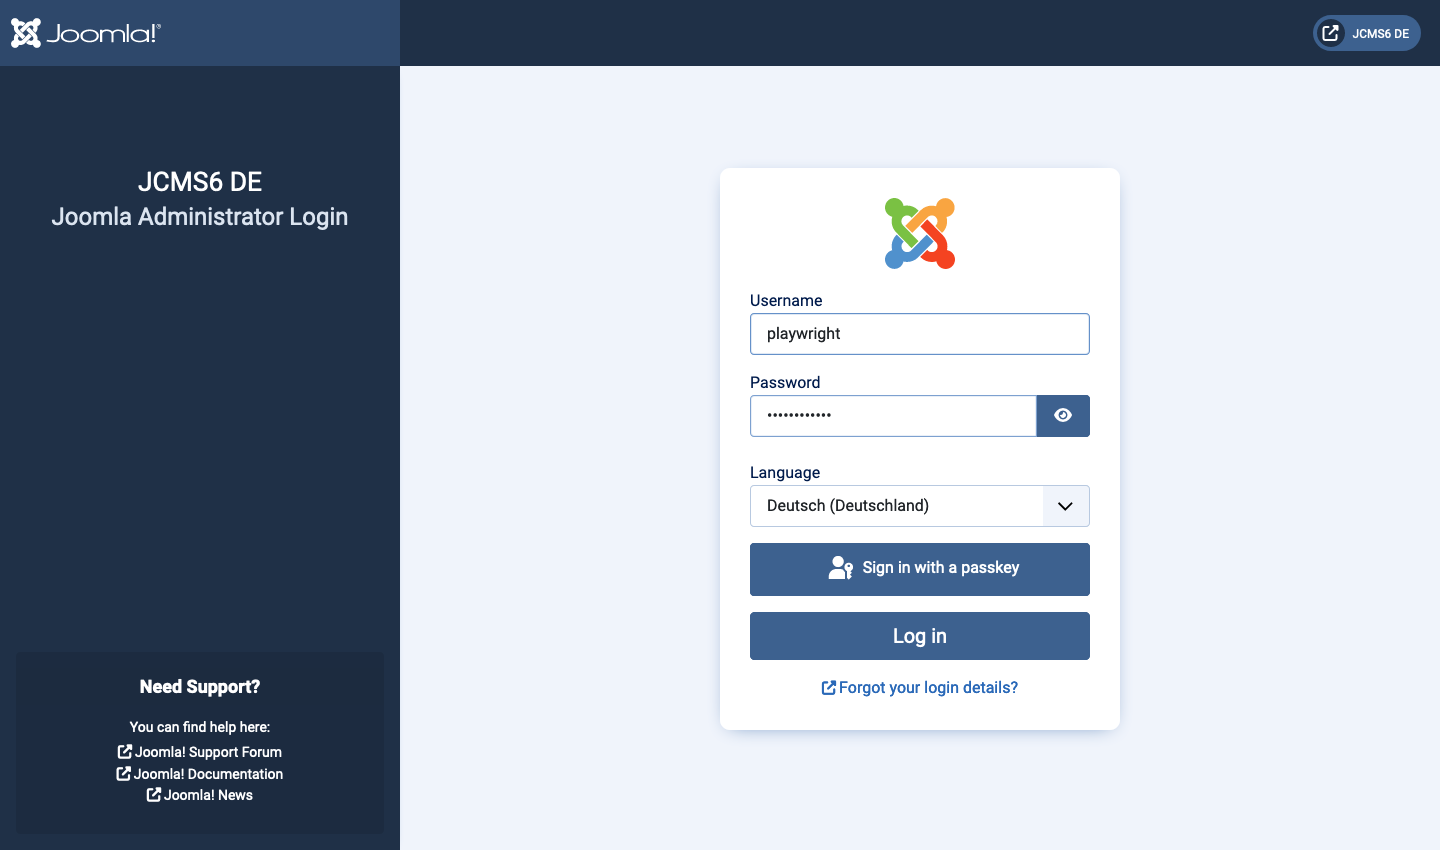 Joomla!®
JCMS6 DE
JCMS6 DE
Joomla Administrator Login
Username
playwright
Password
••••••••••••
Language
Deutsch (Deutschland)
Sign in with a passkey
Log in
Forgot your login details?
Need Support?
You can find help here:
Joomla! Support Forum
Joomla! Documentation
Joomla! News